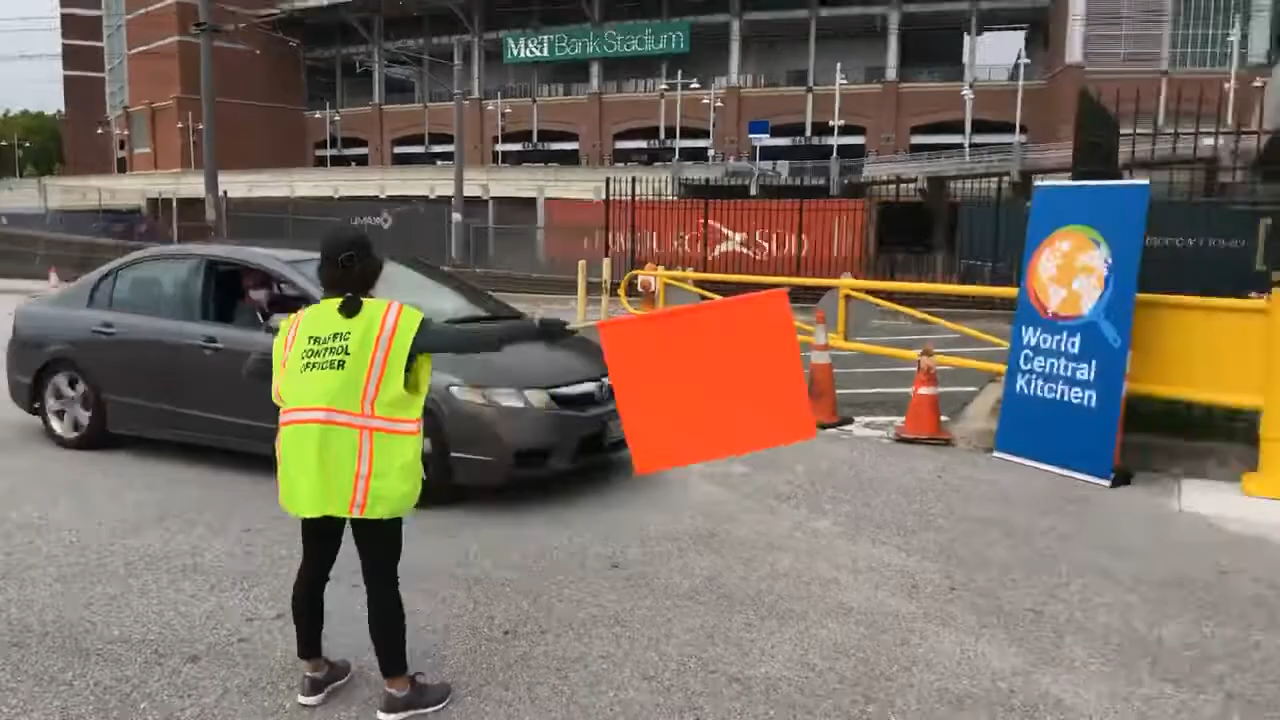 M&T Bank Stadium
TRAFFIC
CONTROL
OFFICER
World
Central
Kitchen